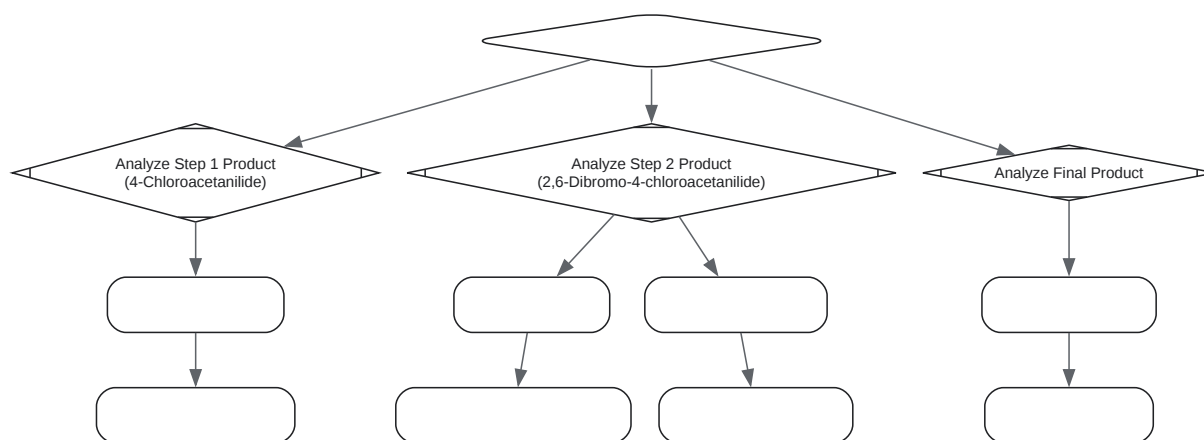 Analyze Step 1 Product
(4-Chloroacetanilide)
Analyze Step 2 Product
(2,6-Dibromo-4-chloroacetanilide)
Analyze Final Product